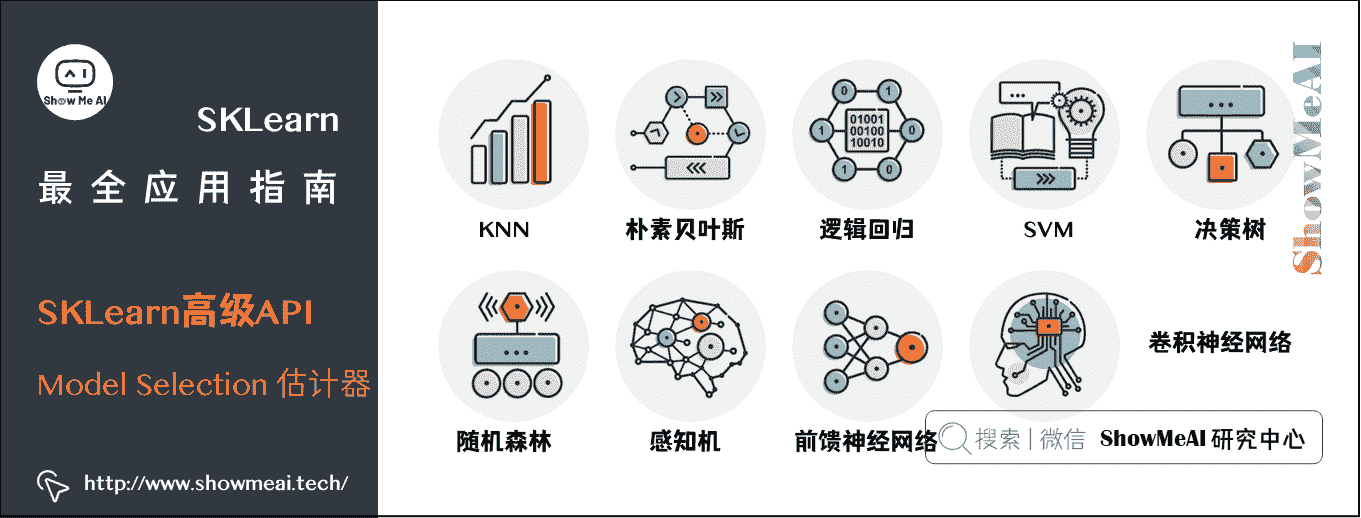 Show Me AI
SKLearn
最全应用指南
SKLearn高级API
Model Selection 估计器
http://www.showmeai.tech/
KNN
朴素贝叶斯
0 1
1 01001 0
00100
10010
1 0
逻辑回归
SVM
决策树
ShowMeAI
随机森林
感知机
前馈神经网络
卷积神经网络
搜索 | 微信 ShowMeAI 研究中心